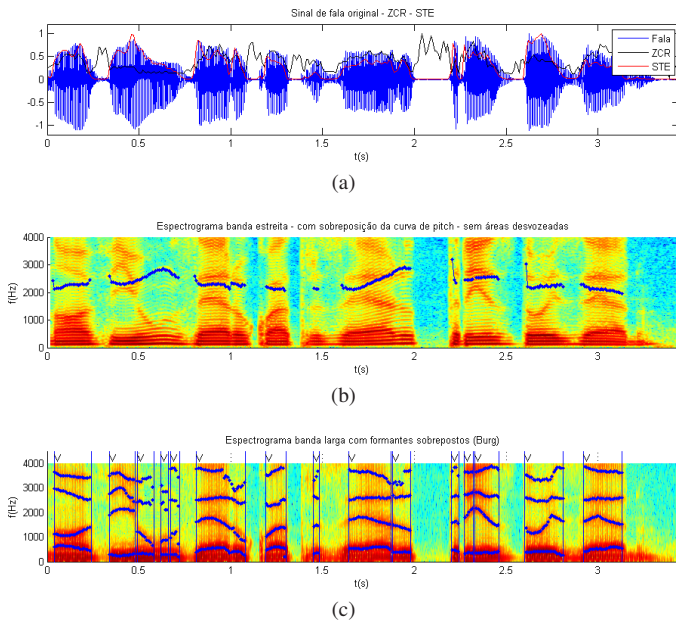 Sinal de fala original - ZCR - STE
1
0.5
0
-0.5
-1
Fala
ZCR
STE
0 0.5 1 1.5 2 2.5 3
t(s)
(a)
Espectrograma banda estreita - com sobreposição da curva de pitch - sem áreas desvozeadas
f(Hz)
4000
3000
2000
1000
0
0 0.5 1 1.5 2 2.5 3
t(s)
(b)
Espectrograma banda larga com formantes sobrepostos (Burg)
f(Hz)
4000
3000
2000
1000
0
0 0.5 1 1.5 2 2.5 3
t(s)
(c)